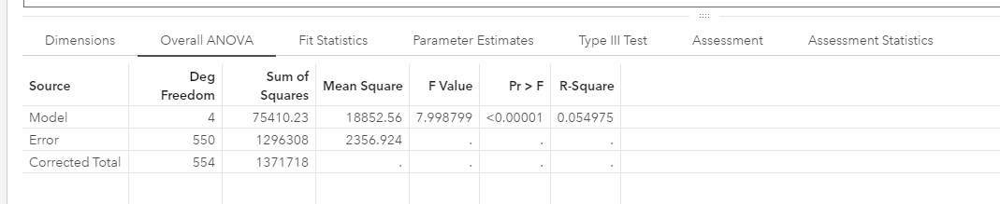 Dimensions Overall ANOVA Fit Statistics Parameter Estimates Type III Test Assessment Assessment Statistics
Source Deg Freedom Sum of Squares Mean Square F Value Pr > F R-Square
Model 4 75410.23 18852.56 7.998799 <0.00001 0.054975
Error 550 1296308 2356.924 . . .
Corrected Total 554 1371718 . . . .